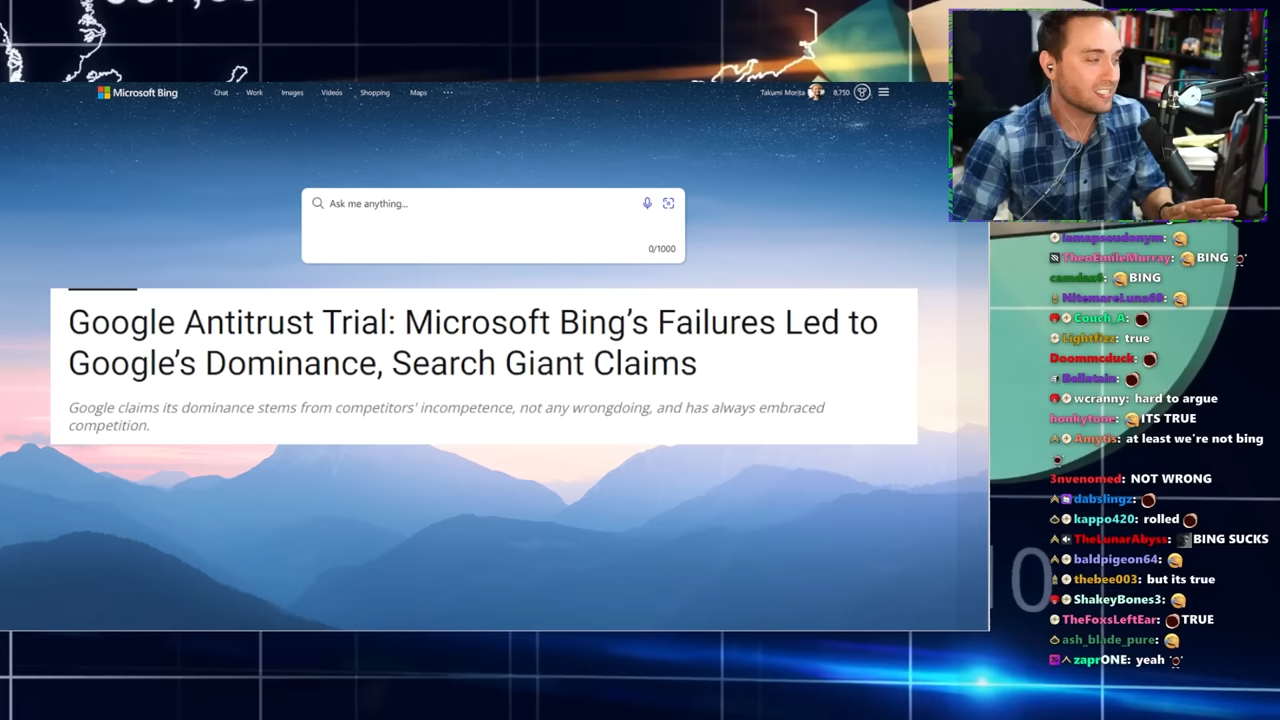 Microsoft Bing
Chat
Work
Images
Videos
Shopping
Maps
Takumi Morita
8,750
Ask me anything...
0/1000
Google Antitrust Trial: Microsoft Bing's Failures Led to
Google's Dominance, Search Giant Claims
Google claims its dominance stems from competitors' incompetence, not any wrongdoing, and has always embraced
competition.
Iamapseudonym:
TheoEmileMurray: BING
camdax6: BING
NitemareLuna69:
Couch_A:
Lightfizz: true
Doommcduck:
Bellatain:
wcranny: hard to argue
honkytone: ITS TRUE
Amytis: at least we're not bing
3nvenomed: NOT WRONG
dabslingz:
kappo420: rolled
TheLunarAbyss: BING SUCKS
baldpigeon64:
thebee003: but its true
ShakeyBones3:
TheFoxsLeftEar: TRUE
ash_blade_pure:
zaprONE: yeah